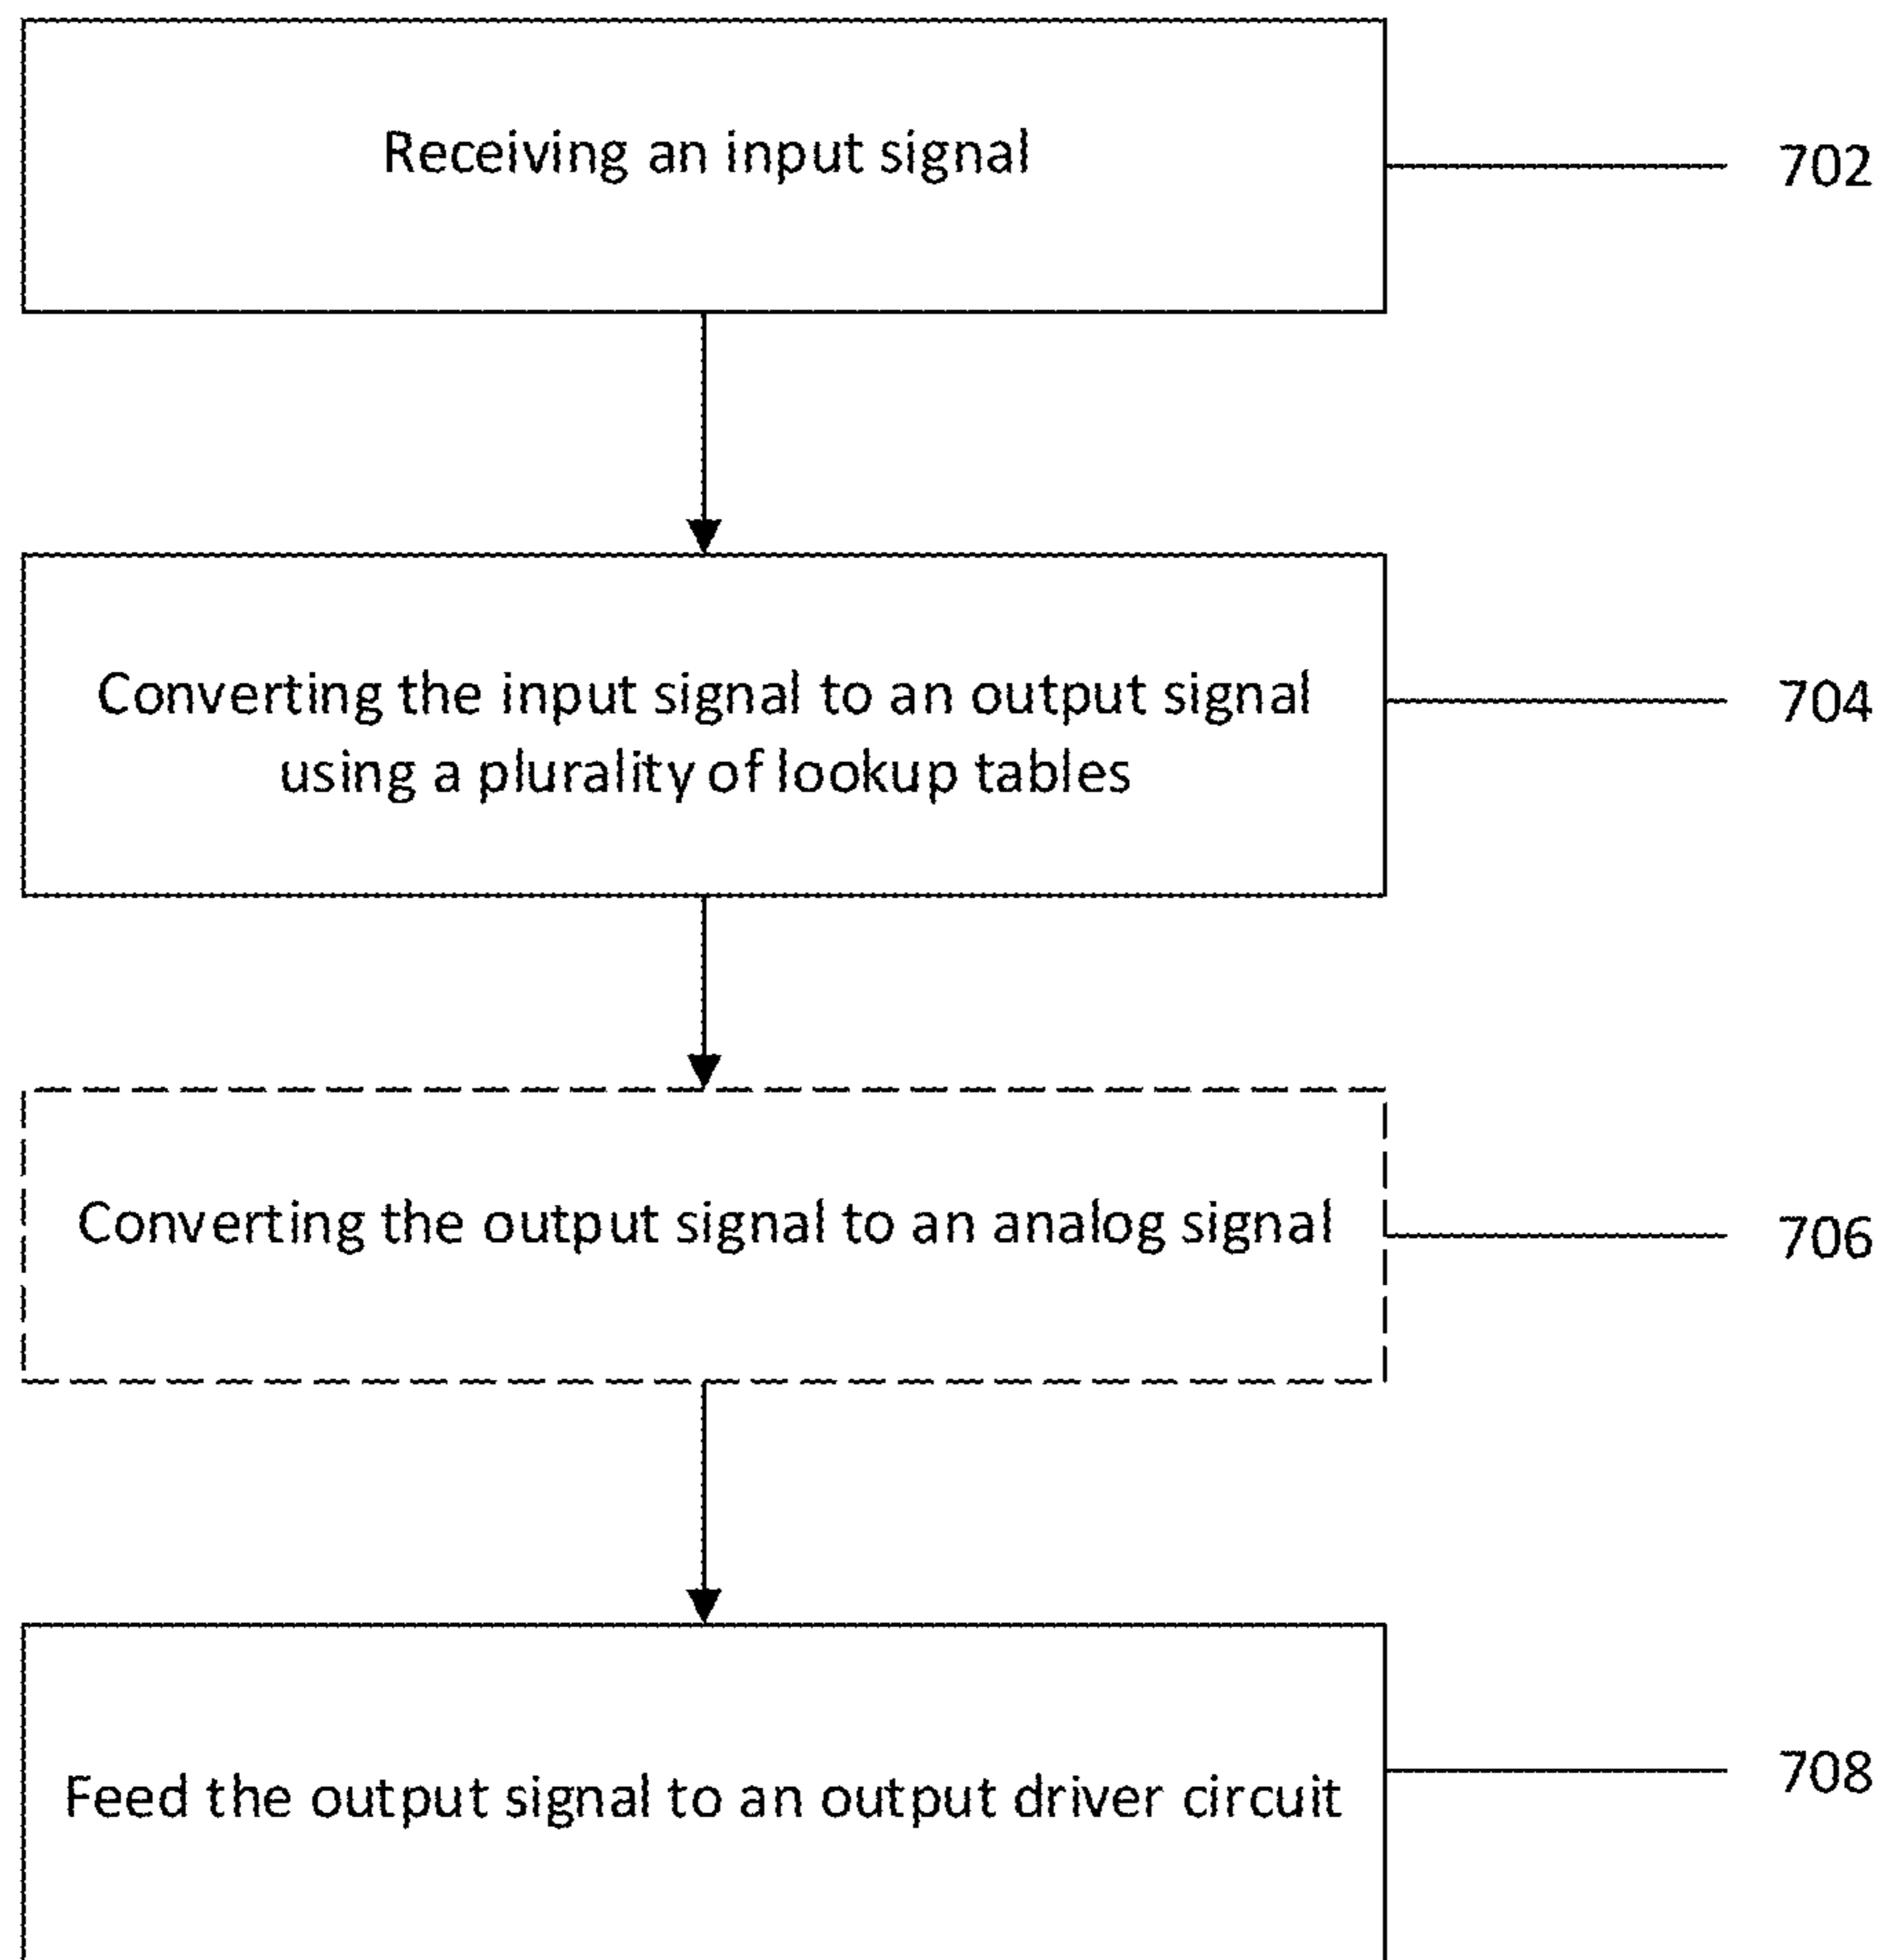 Receiving an input signal
702
Converting the input signal to an output signal
using a plurality of lookup tables
704
Converting the output signal to an analog signal
706
Feed the output signal to an output driver circuit
708